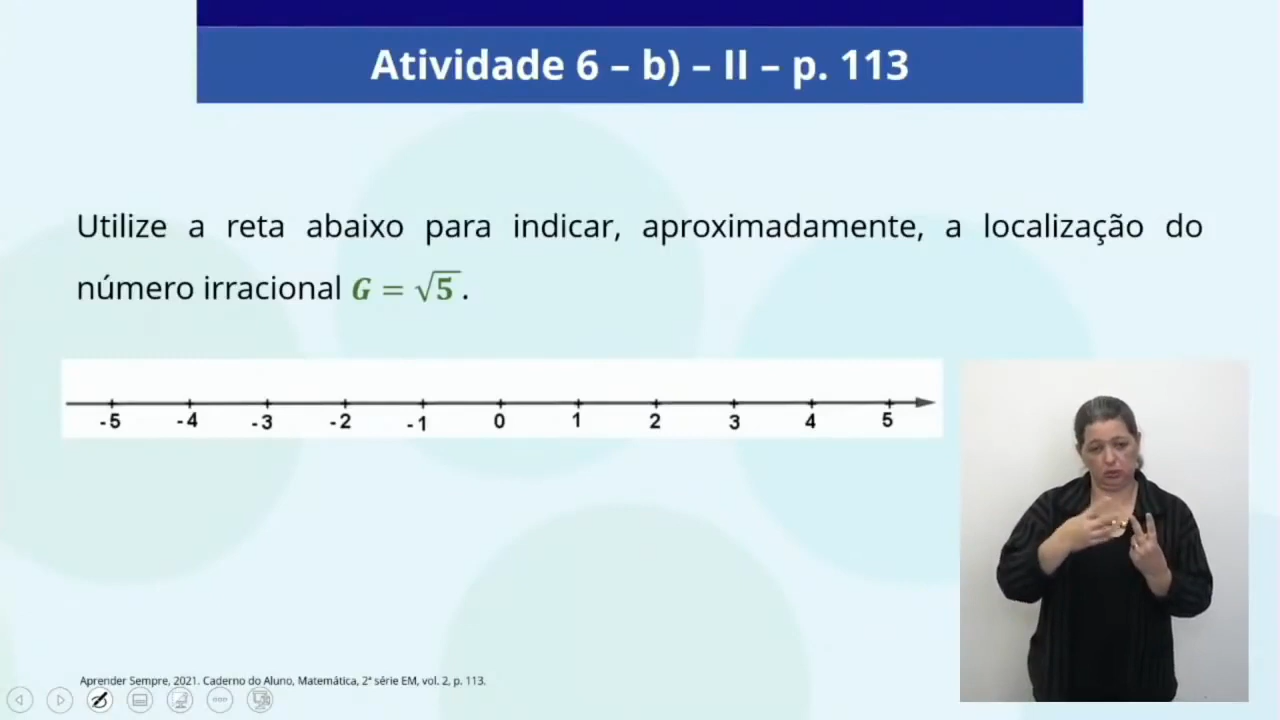 Atividade 6 – b) – II – p. 113
Utilize a reta abaixo para indicar, aproximadamente, a localização do
número irracional G = √5 .
-5 -4 -3 -2 -1 0 1 2 3 4 5
Aprender Sempre, 2021. Caderno do Aluno, Matemática, 2ª série EM, vol. 2, p. 113.